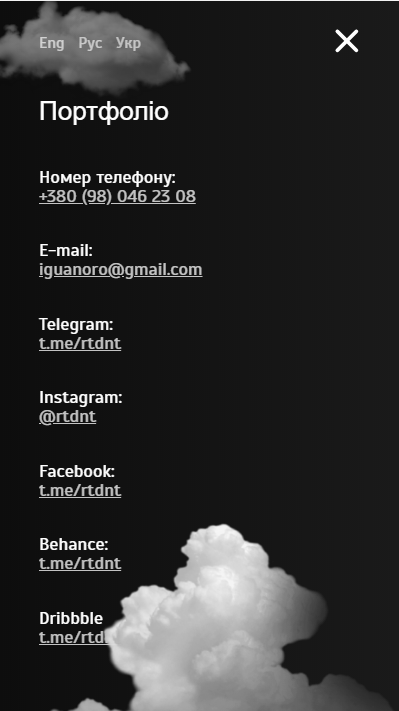 Eng Рус Укр
Портфоліо
Номер телефону:
+380 (98) 046 23 08
E-mail:
iguanoro@gmail.com
Telegram:
t.me/rtdnt
Instagram:
@rtdnt
Facebook:
t.me/rtdnt
Behance:
t.me/rtdnt
Dribbble
t.me/rtd